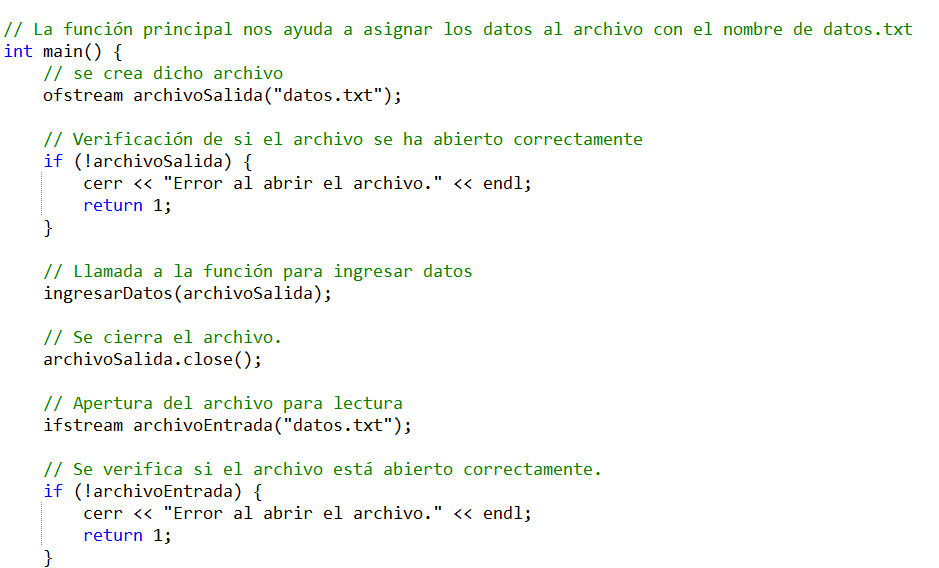 // La función principal nos ayuda a asignar los datos al archivo con el nombre de datos.txt
int main() {
    // se crea dicho archivo
    ofstream archivoSalida("datos.txt");

    // Verificación de si el archivo se ha abierto correctamente
    if (!archivoSalida) {
        cerr << "Error al abrir el archivo." << endl;
        return 1;
    }

    // Llamada a la función para ingresar datos
    ingresarDatos(archivoSalida);

    // Se cierra el archivo.
    archivoSalida.close();

    // Apertura del archivo para lectura
    ifstream archivoEntrada("datos.txt");

    // Se verifica si el archivo está abierto correctamente.
    if (!archivoEntrada) {
        cerr << "Error al abrir el archivo." << endl;
        return 1;
    }